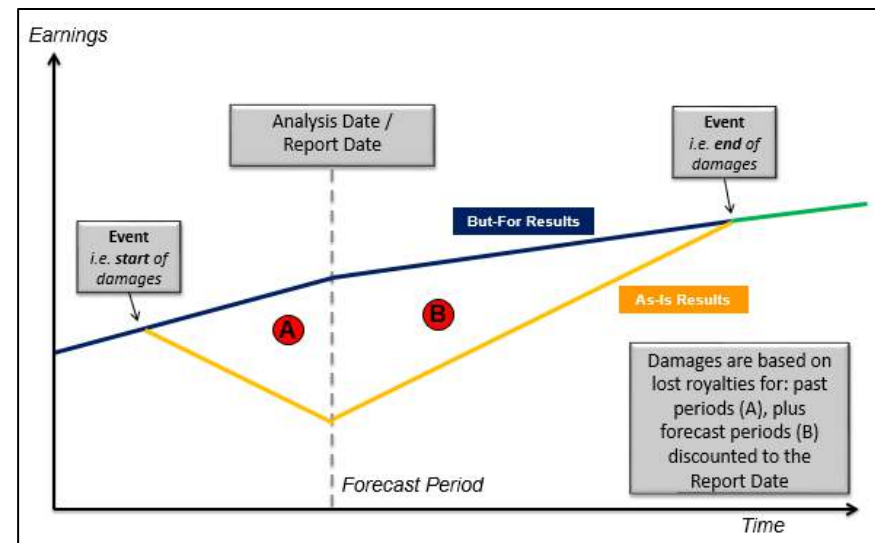 Earnings
Analysis Date /
Report Date
Event
i.e. end of
damages
But-For Results
Event
i.e. start of
damages
A
B
As-Is Results
Damages are based on
lost royalties for: past
periods (A), plus
forecast periods (B)
discounted to the
Report Date
Forecast Period
Time